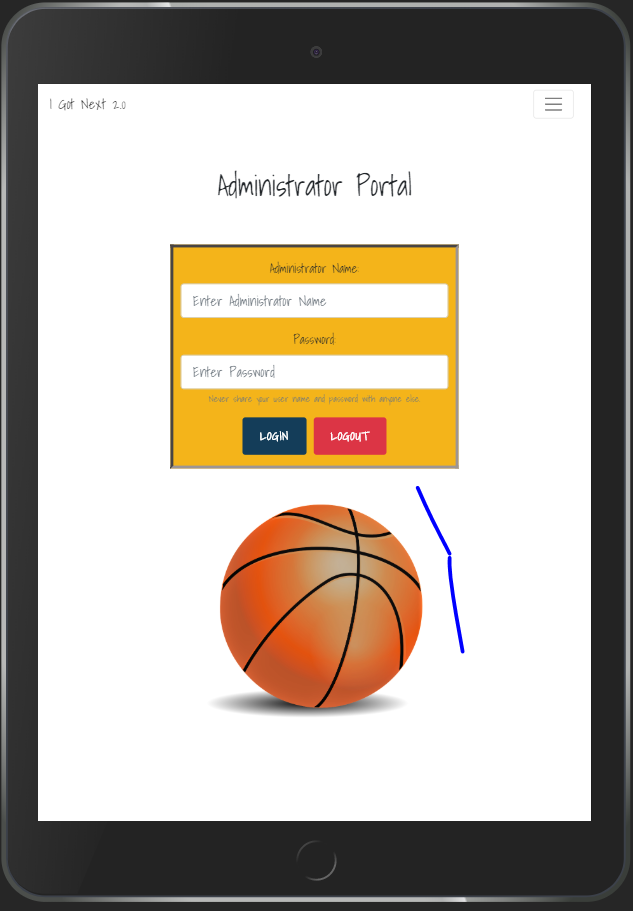 I Got Next 2.0
Administrator Portal
Administrator Name:
Enter Administrator Name
Password:
Enter Password
Never share your user name and password with anyone else.
LOGIN LOGOUT